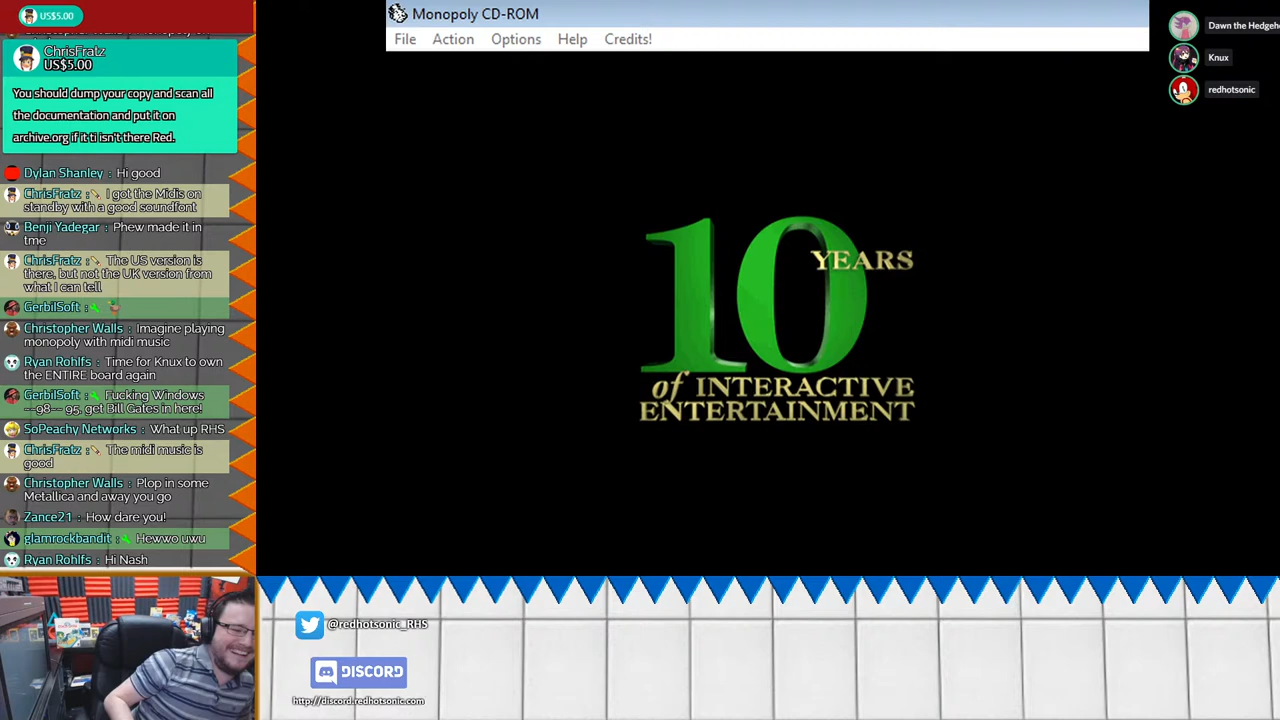 US$5.00
ChrisFratz
US$5.00
You should dump your copy and scan all
the documentation and put it on
archive.org if it ti isn't there Red.
Dylan Shanley : Hi good
ChrisFratz : I got the Midis on
standby with a good soundfont
Benji Yadegar : Phew made it in
tme
ChrisFratz : The US version is
there, but not the UK version from
what I can tell
GerbilSoft :
Christopher Walls : Imagine playing
monopoly with midi music
Ryan Rohlfs : Time for Knux to own
the ENTIRE board again
GerbilSoft : Fucking Windows
--98-- 95, get Bill Gates in here!
SoPeachy Networks : What up RHS
ChrisFratz : The midi music is
good
Christopher Walls : Plop in some
Metallica and away you go
Zance21 : How dare you!
glamrockbandit : Hewwo uwu
Ryan Rohlfs : Hi Nash
Monopoly CD-ROM
File Action Options Help Credits!
10 YEARS
of INTERACTIVE
ENTERTAINMENT
Dawn the Hedgeho
Knux
redhotsonic
@redhotsonic_RHS
DISCORD
http://discord.redhotsonic.com